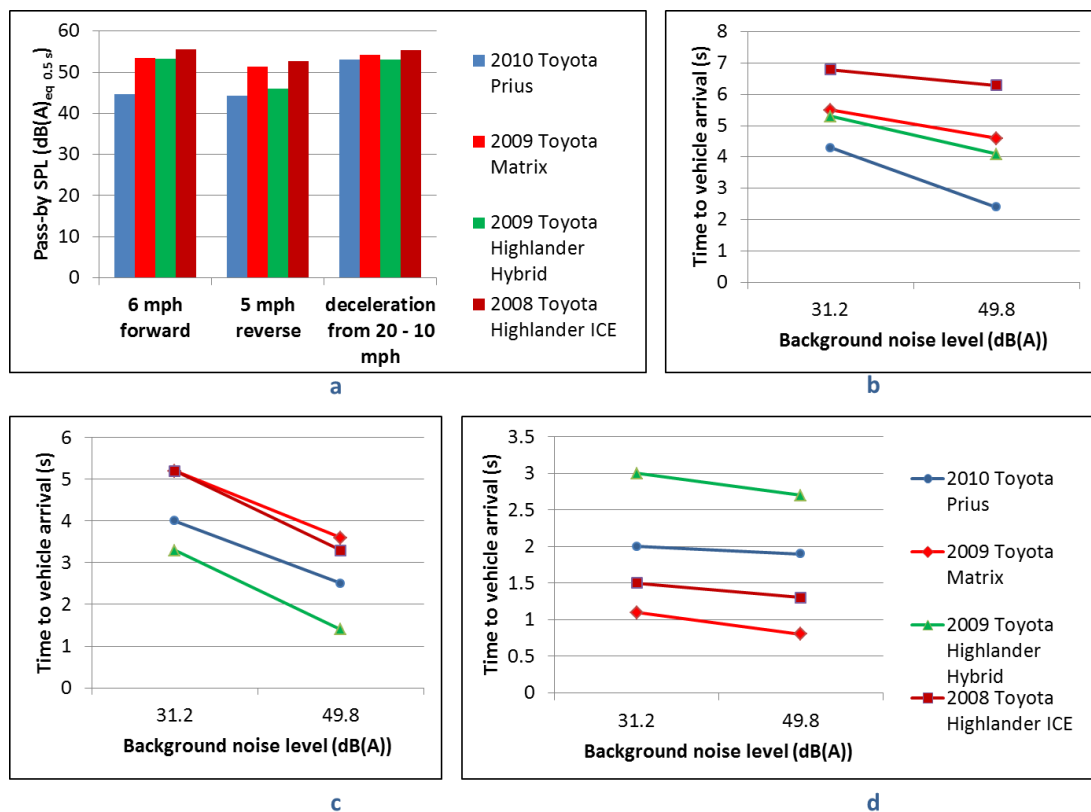 60
50
40
30
20
10
0
Pass-by SPL (dB(A)eq 0.5 s)
6 mph
forward
5 mph
reverse
deceleration
from 20 - 10
mph
2010 Toyota
Prius
2009 Toyota
Matrix
2009 Toyota
Highlander
Hybrid
2008 Toyota
Highlander ICE
a
8
7
6
5
4
3
2
1
0
Time to vehicle arrival (s)
31.2 49.8
Background noise level (dB(A))
b
6
5
4
3
2
1
0
Time to vehicle arrival (s)
31.2 49.8
Background noise level (dB(A))
c
3.5
3
2.5
2
1.5
1
0.5
0
Time to vehicle arrival (s)
31.2 49.8
Background noise level (dB(A))
2010 Toyota
Prius
2009 Toyota
Matrix
2009 Toyota
Highlander
Hybrid
2008 Toyota
Highlander ICE
d